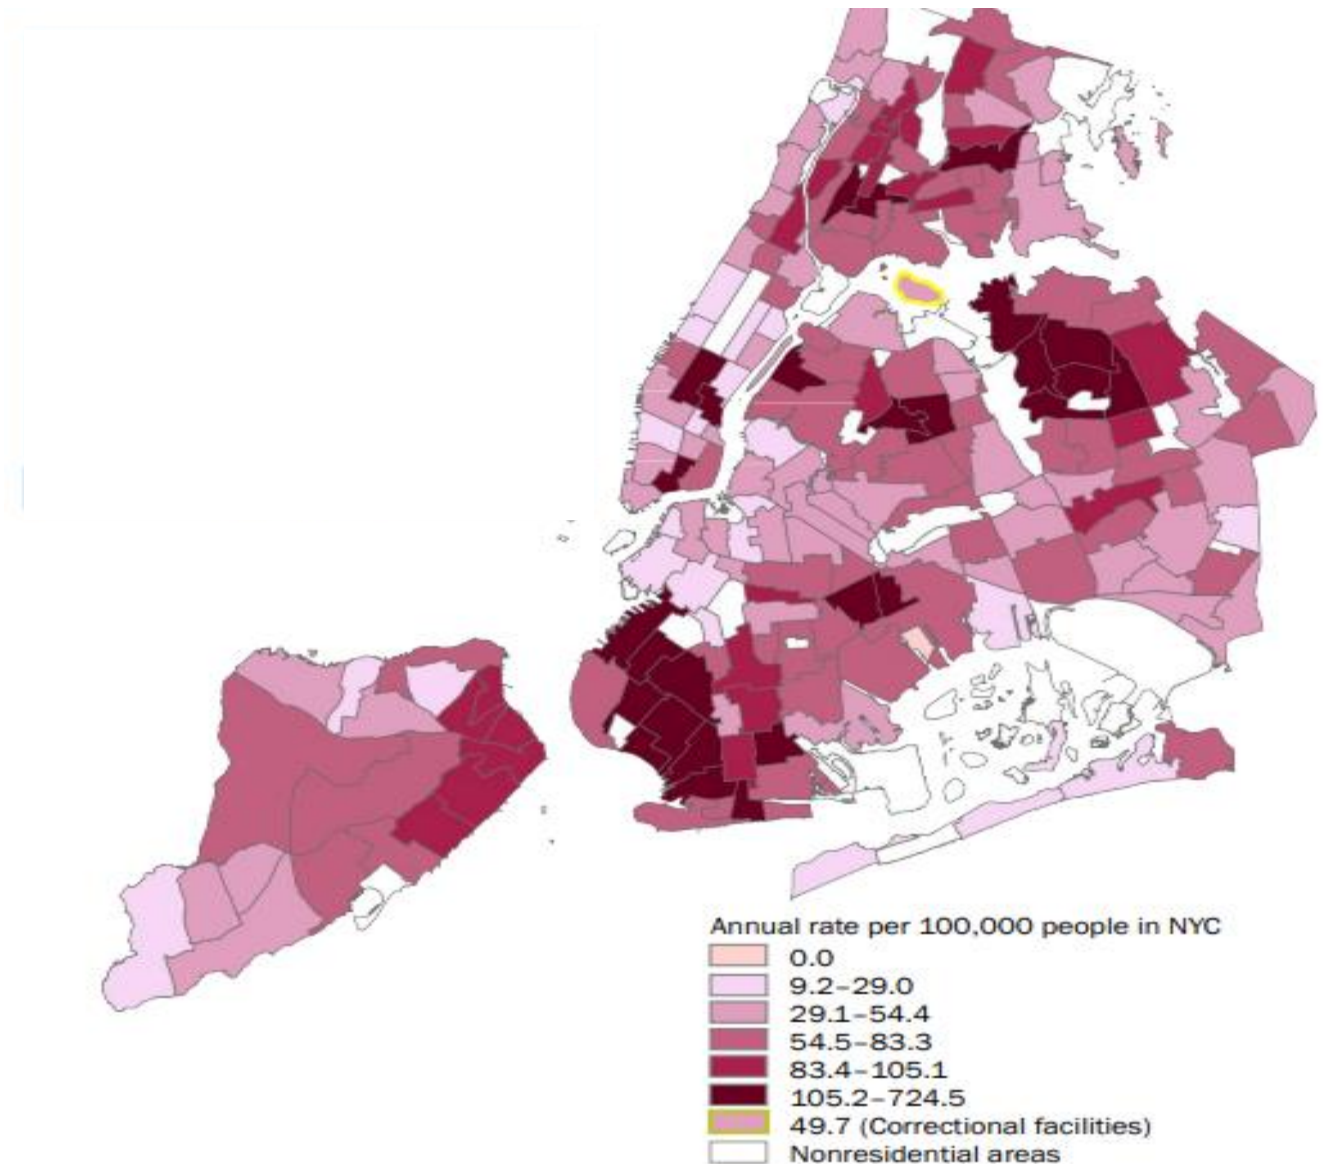 Annual rate per 100,000 people in NYC
0.0
9.2–29.0
29.1–54.4
54.5–83.3
83.4–105.1
105.2–724.5
49.7 (Correctional facilities)
Nonresidential areas